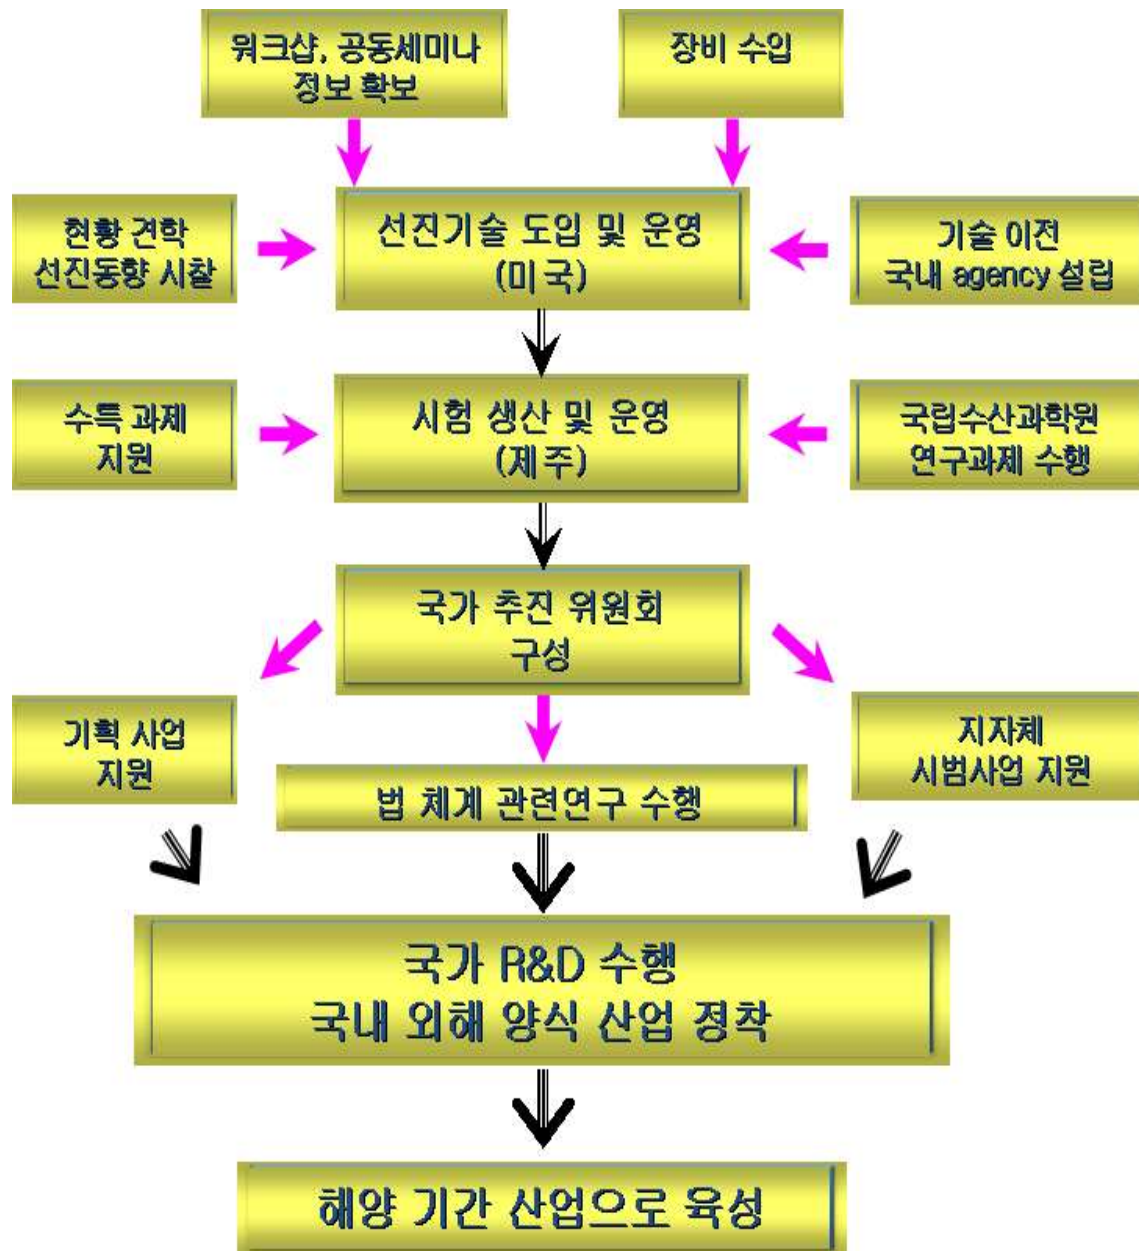 워크샵, 공동세미나
정보 확보
장비 수입
현황 견학
선진동향 시찰
선진기술 도입 및 운영
(미국)
기술 이전
국내 agency 설립
수특 과제
지원
시험 생산 및 운영
(제주)
국립수산과학원
연구과제 수행
국가 추진 위원회
구성
기획 사업
지원
지자체
시범사업 지원
법 체계 관련연구 수행
국가 R&D 수행
국내 외해 양식 산업 정착
해양 기간 산업으로 육성